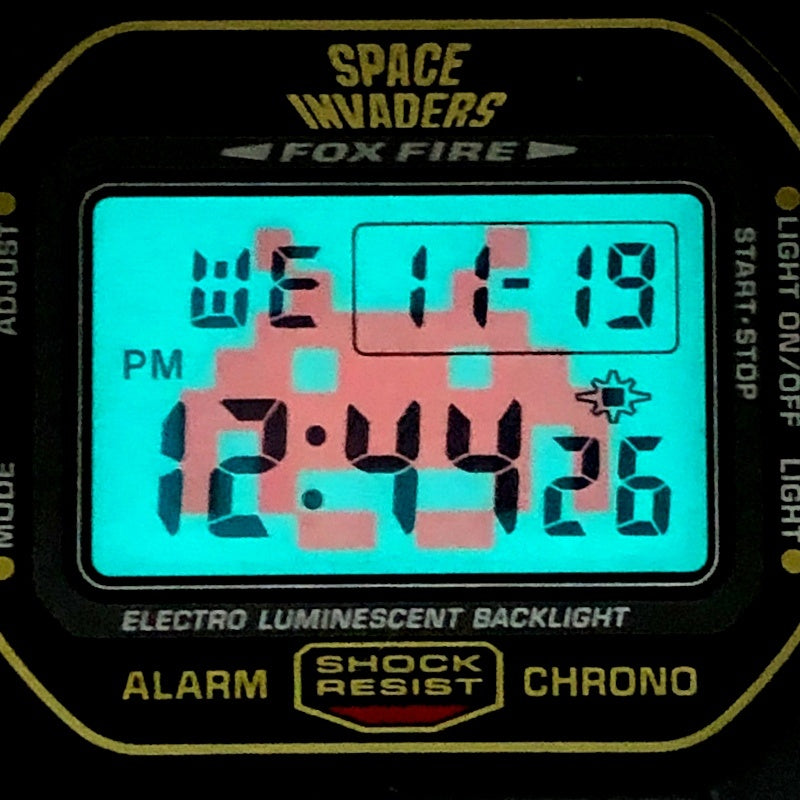 SPACE
INVADERS
FOX FIRE
ADJUST
MODE
START·STOP
LIGHT ON/OFF
LIGHT
WE 11-19
PM
12:44 26
ELECTRO LUMINESCENT BACKLIGHT
ALARM
SHOCK
RESIST
CHRONO